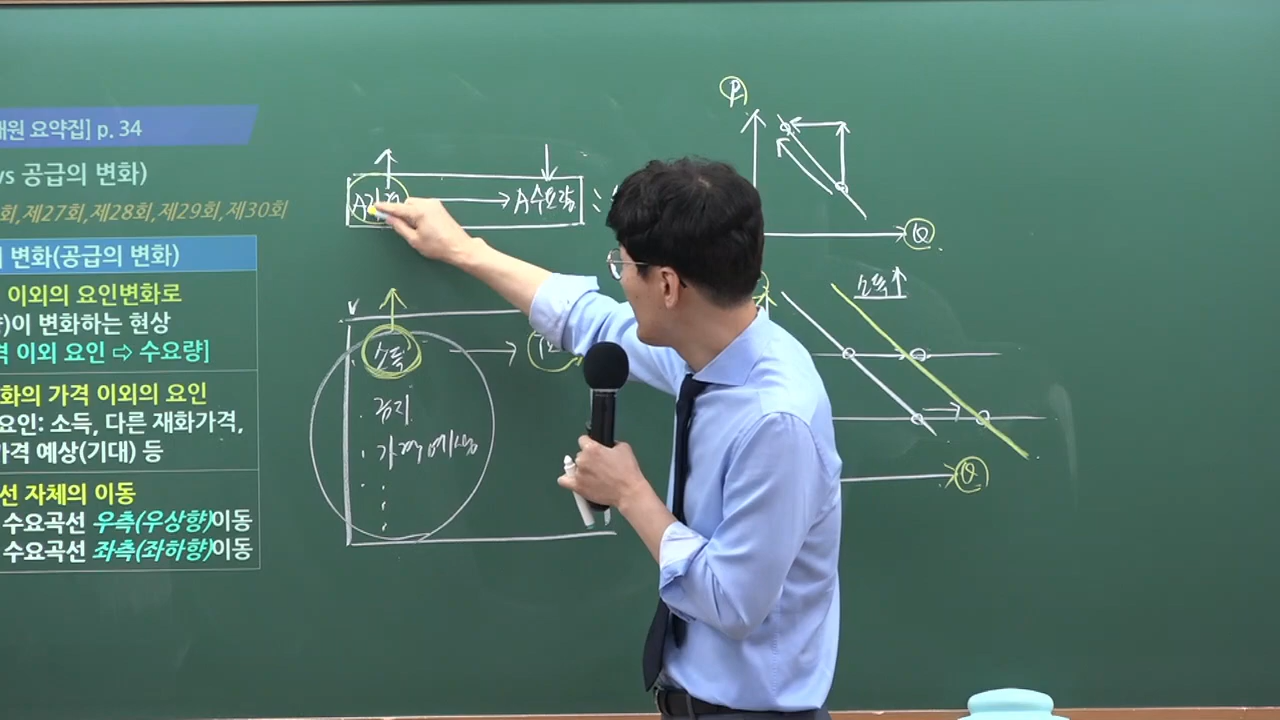 대원 요약집] p. 34
vs 공급의 변화)
회,제27회,제28회,제29회,제30회
변화(공급의 변화)
이외의 요인변화로
)이 변화하는 현상
격 이외 요인 ⇨ 수요량]
화의 가격 이외의 요인
요인: 소득, 다른 재화가격,
가격 예상(기대) 등
선 자체의 이동
수요곡선 우측(우상향)이동
수요곡선 좌측(좌하향)이동
A가격 → A수요량
소득 →
가격예상
P
Q
소득↑
Q